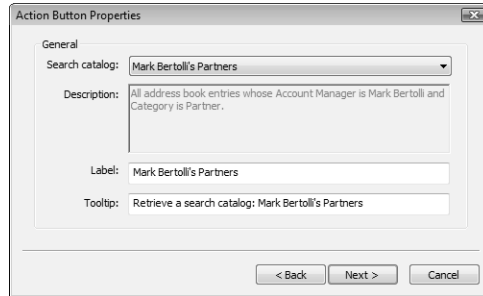 Action Button Properties
General
Search catalog: Mark Bertolli's Partners
Description: All address book entries whose Account Manager is Mark Bertolli and
Category is Partner.
Label: Mark Bertolli's Partners
Tooltip: Retrieve a search catalog: Mark Bertolli's Partners
< Back Next > Cancel